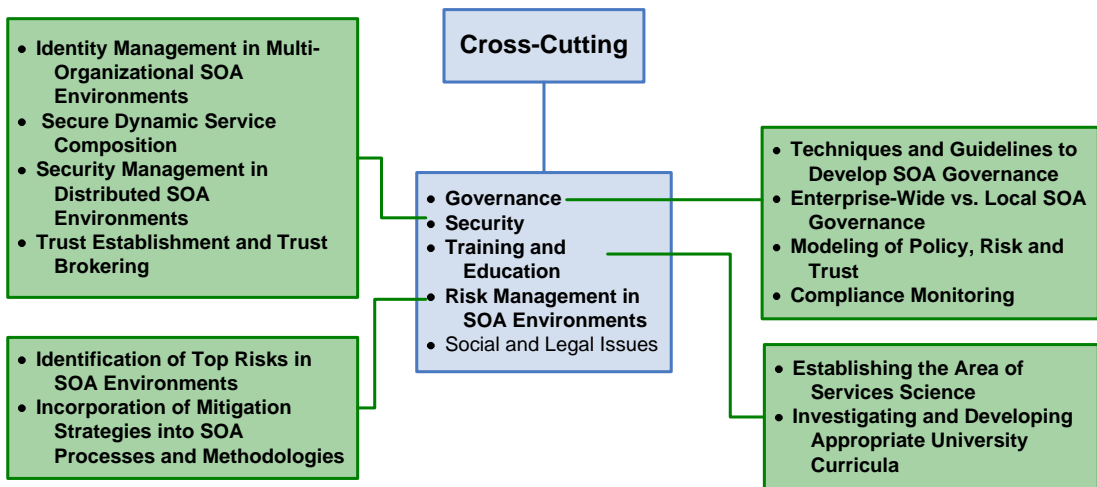 Cross-Cutting
• Identity Management in Multi-
Organizational SOA
Environments
• Secure Dynamic Service
Composition
• Security Management in
Distributed SOA
Environments
• Trust Establishment and Trust
Brokering
• Identification of Top Risks in
SOA Environments
• Incorporation of Mitigation
Strategies into SOA
Processes and Methodologies
• Governance
• Security
• Training and
Education
• Risk Management in
SOA Environments
• Social and Legal Issues
• Techniques and Guidelines to
Develop SOA Governance
• Enterprise-Wide vs. Local SOA
Governance
• Modeling of Policy, Risk and
Trust
• Compliance Monitoring
• Establishing the Area of
Services Science
• Investigating and Developing
Appropriate University
Curricula